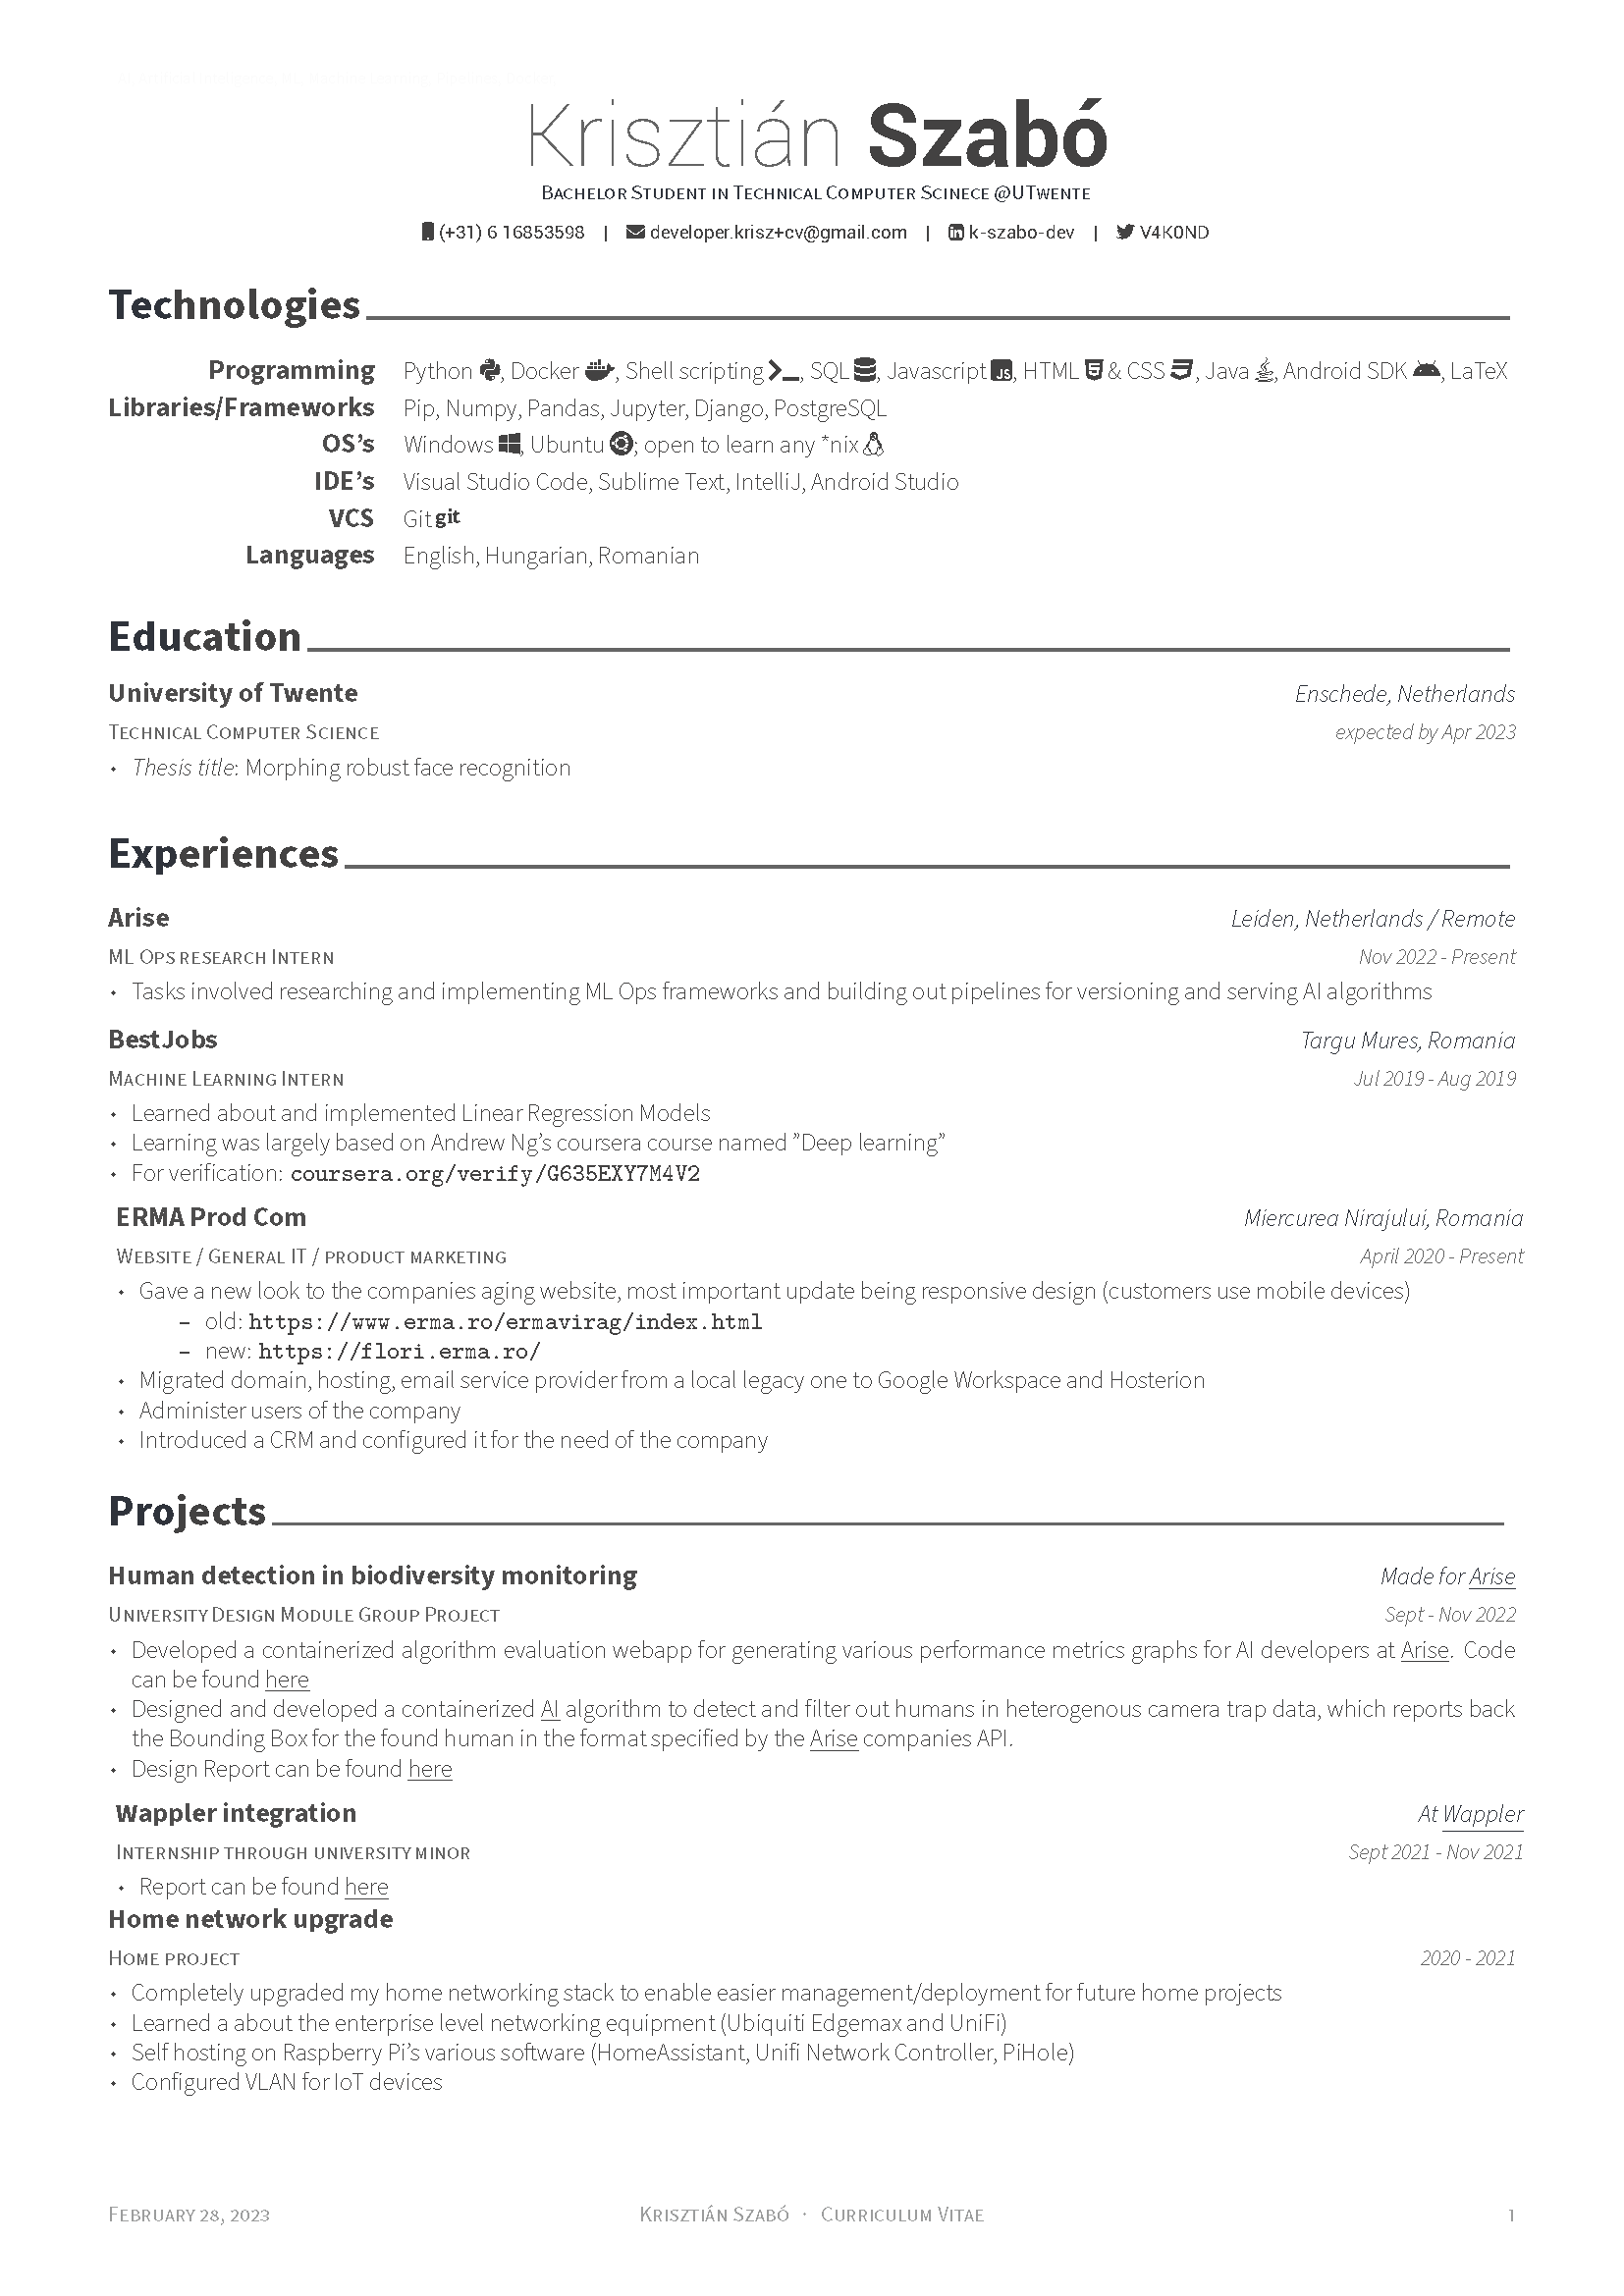 Krisztián Szabó
Bachelor Student in Technical Computer Scinece @UTwente
(+31) 6 16853598 | developer.krisz+cv@gmail.com | k-szabo-dev | V4K0ND
Technologies
Programming Python, Docker, Shell scripting, SQL, Javascript JS, HTML & CSS, Java, Android SDK, LaTeX
Libraries/Frameworks Pip, Numpy, Pandas, Jupyter, Django, PostgreSQL
OS’s Windows, Ubuntu; open to learn any *nix
IDE’s Visual Studio Code, Sublime Text, IntelliJ, Android Studio
VCS Git git
Languages English, Hungarian, Romanian
Education
University of Twente Enschede, Netherlands
Technical Computer Science expected by Apr 2023
• Thesis title: Morphing robust face recognition
Experiences
Arise Leiden, Netherlands / Remote
ML Ops research Intern Nov 2022 - Present
• Tasks involved researching and implementing ML Ops frameworks and building out pipelines for versioning and serving AI algorithms
BestJobs Targu Mures, Romania
Machine Learning Intern Jul 2019 - Aug 2019
• Learned about and implemented Linear Regression Models
• Learning was largely based on Andrew Ng’s coursera course named ”Deep learning”
• For verification: coursera.org/verify/G635EXY7M4V2
ERMA Prod Com Miercurea Nirajului, Romania
Website / General IT / product marketing April 2020 - Present
• Gave a new look to the companies aging website, most important update being responsive design (customers use mobile devices)
– old: https://www.erma.ro/ermavirag/index.html
– new: https://flori.erma.ro/
• Migrated domain, hosting, email service provider from a local legacy one to Google Workspace and Hosterion
• Administer users of the company
• Introduced a CRM and configured it for the need of the company
Projects
Human detection in biodiversity monitoring Made for Arise
University Design Module Group Project Sept - Nov 2022
• Developed a containerized algorithm evaluation webapp for generating various performance metrics graphs for AI developers at Arise. Code
can be found here
• Designed and developed a containerized AI algorithm to detect and filter out humans in heterogenous camera trap data, which reports back
the Bounding Box for the found human in the format specified by the Arise companies API.
• Design Report can be found here
Wappler integration At Wappler
Internship through university minor Sept 2021 - Nov 2021
• Report can be found here
Home network upgrade
Home project 2020 - 2021
• Completely upgraded my home networking stack to enable easier management/deployment for future home projects
• Learned a about the enterprise level networking equipment (Ubiquiti Edgemax and UniFi)
• Self hosting on Raspberry Pi’s various software (HomeAssistant, Unifi Network Controller, PiHole)
• Configured VLAN for IoT devices
February 28, 2023 Krisztián Szabó · Curriculum Vitae 1